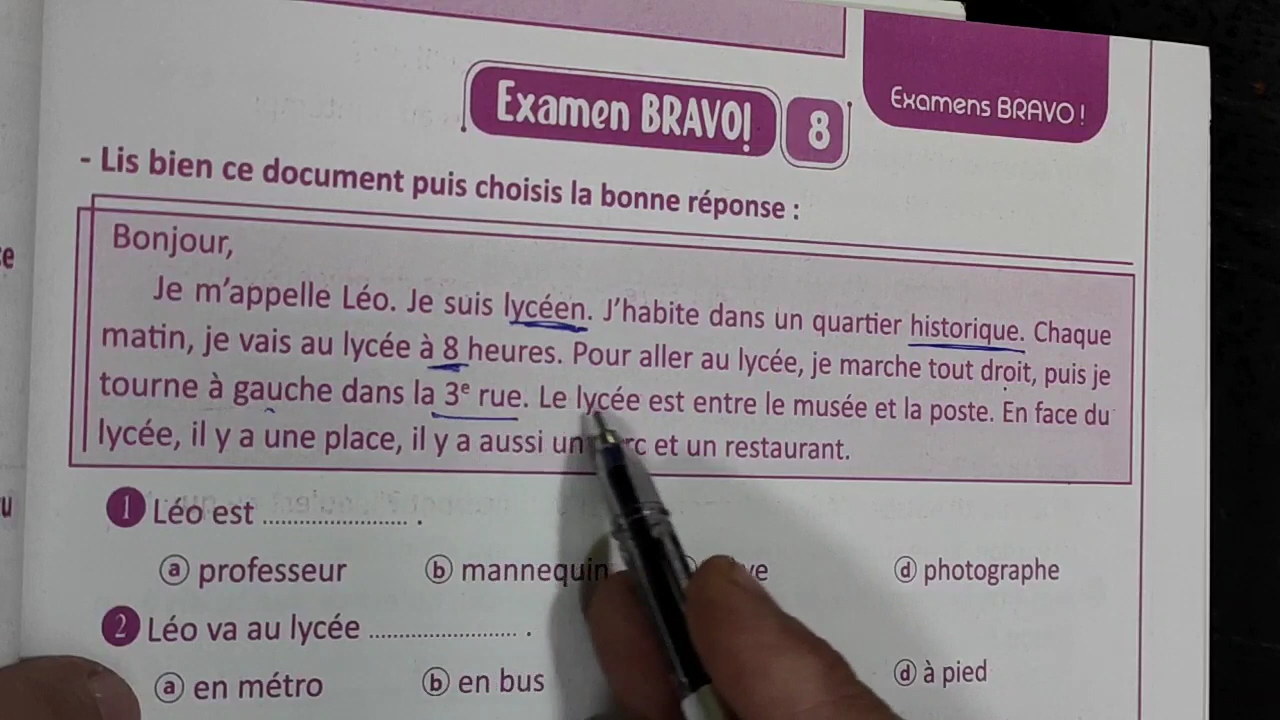 Examens BRAVO !
Examen BRAVO! 8
- Lis bien ce document puis choisis la bonne réponse :
Bonjour,
Je m'appelle Léo. Je suis lycéen. J'habite dans un quartier historique. Chaque
matin, je vais au lycée à 8 heures. Pour aller au lycée, je marche tout droit, puis je
tourne à gauche dans la 3e rue. Le lycée est entre le musée et la poste. En face du
lycée, il y a une place, il y a aussi un et un restaurant.
1 Léo est ........................ .
a professeur b mannequin d photographe
2 Léo va au lycée ........................ .
a en métro b en bus d à pied